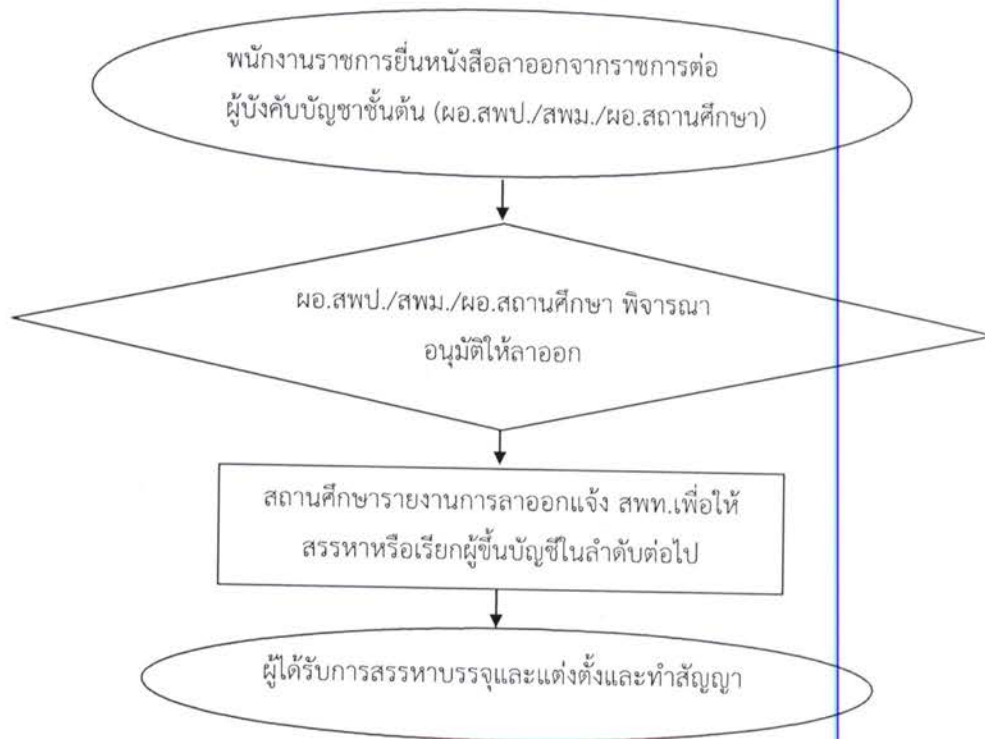 พนักงานราชการยื่นหนังสือลาออกจากราชการต่อ
ผู้บังคับบัญชาชั้นต้น (ผอ.สพป./สพม./ผอ.สถานศึกษา)
ผอ.สพป./สพม./ผอ.สถานศึกษา พิจารณา
อนุมัติให้ลาออก
สถานศึกษารายงานการลาออกแจ้ง สพท.เพื่อให้
สรรหาหรือเรียกผู้ขึ้นบัญชีในลำดับต่อไป
ผู้ได้รับการสรรหาบรรจุและแต่งตั้งและทำสัญญา